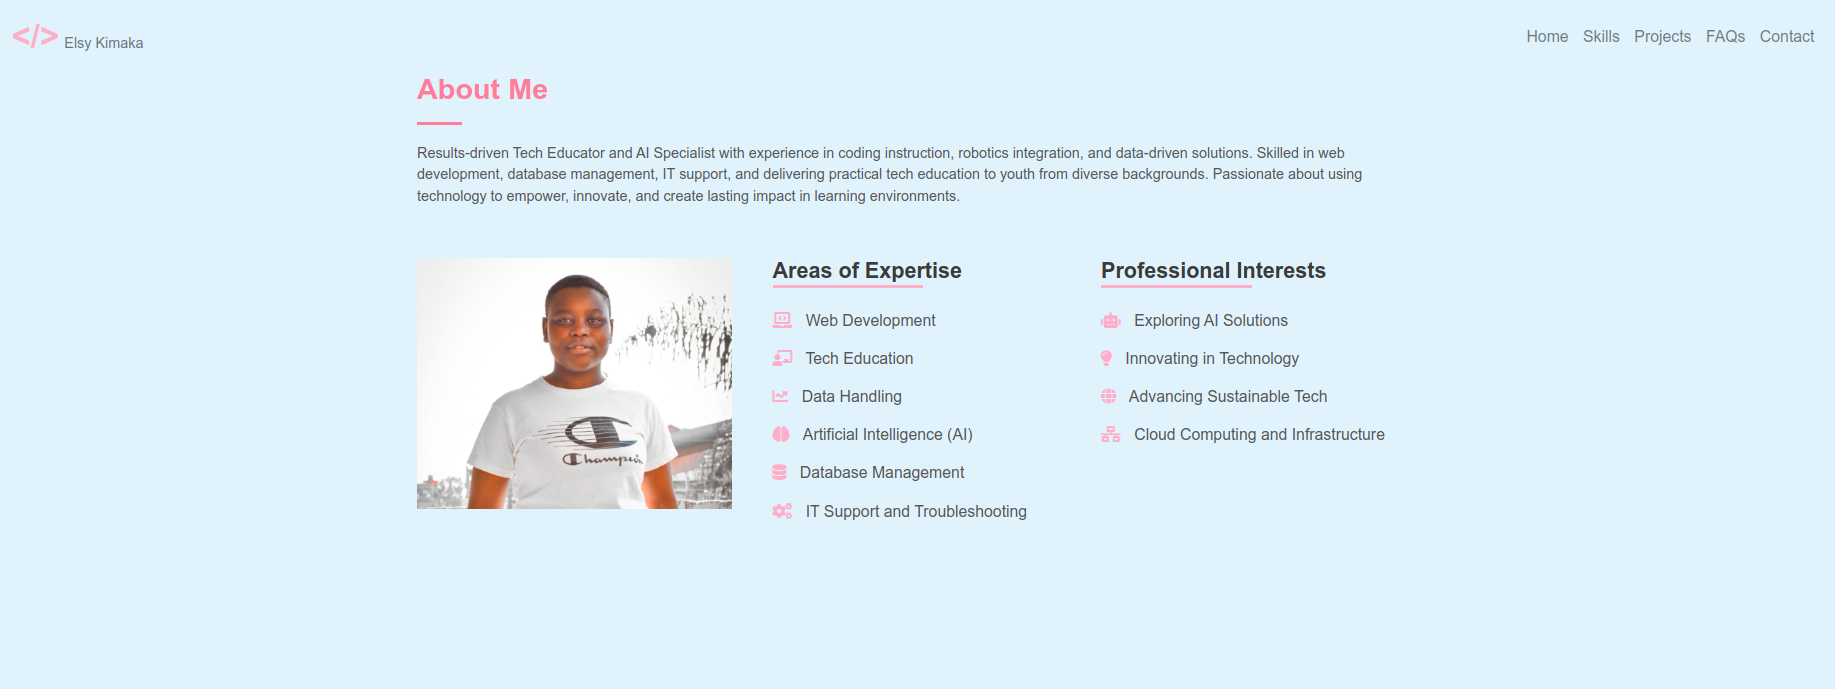 </> Elsy Kimaka
Home Skills Projects FAQs Contact
About Me
Results-driven Tech Educator and AI Specialist with experience in coding instruction, robotics integration, and data-driven solutions. Skilled in web
development, database management, IT support, and delivering practical tech education to youth from diverse backgrounds. Passionate about using
technology to empower, innovate, and create lasting impact in learning environments.
Champion
Areas of Expertise
Web Development
Tech Education
Data Handling
Artificial Intelligence (AI)
Database Management
IT Support and Troubleshooting
Professional Interests
Exploring AI Solutions
Innovating in Technology
Advancing Sustainable Tech
Cloud Computing and Infrastructure